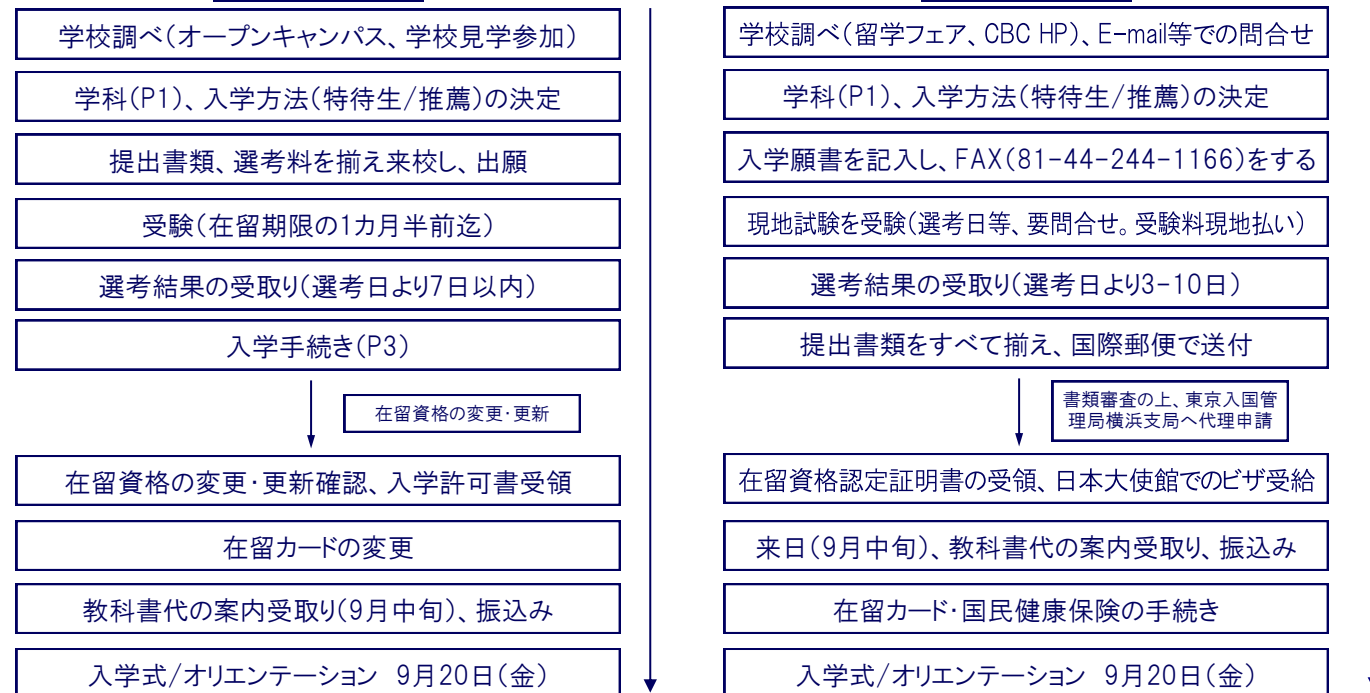 学校調べ(オープンキャンパス、学校見学参加)
学科(P1)、入学方法(特待生/推薦)の決定
提出書類、選考料を揃え来校し、出願
受験(在留期限の1カ月半前迄)
選考結果の受取り(選考日より7日以内)
入学手続き(P3)
在留資格の変更・更新
在留資格の変更・更新確認、入学許可書受領
在留カードの変更
教科書代の案内受取り(9月中旬)、振込み
入学式/オリエンテーション 9月20日(金)
学校調べ(留学フェア、CBC HP)、E-mail等での問合せ
学科(P1)、入学方法(特待生/推薦)の決定
入学願書を記入し、FAX(81-44-244-1166)をする
現地試験を受験(選考日等、要問合せ。受験料現地払い)
選考結果の受取り(選考日より3-10日)
提出書類をすべて揃え、国際郵便で送付
書類審査の上、東京入国管
理局横浜支局へ代理申請
在留資格認定証明書の受領、日本大使館でのビザ受給
来日(9月中旬)、教科書代の案内受取り、振込み
在留カード・国民健康保険の手続き
入学式/オリエンテーション 9月20日(金)